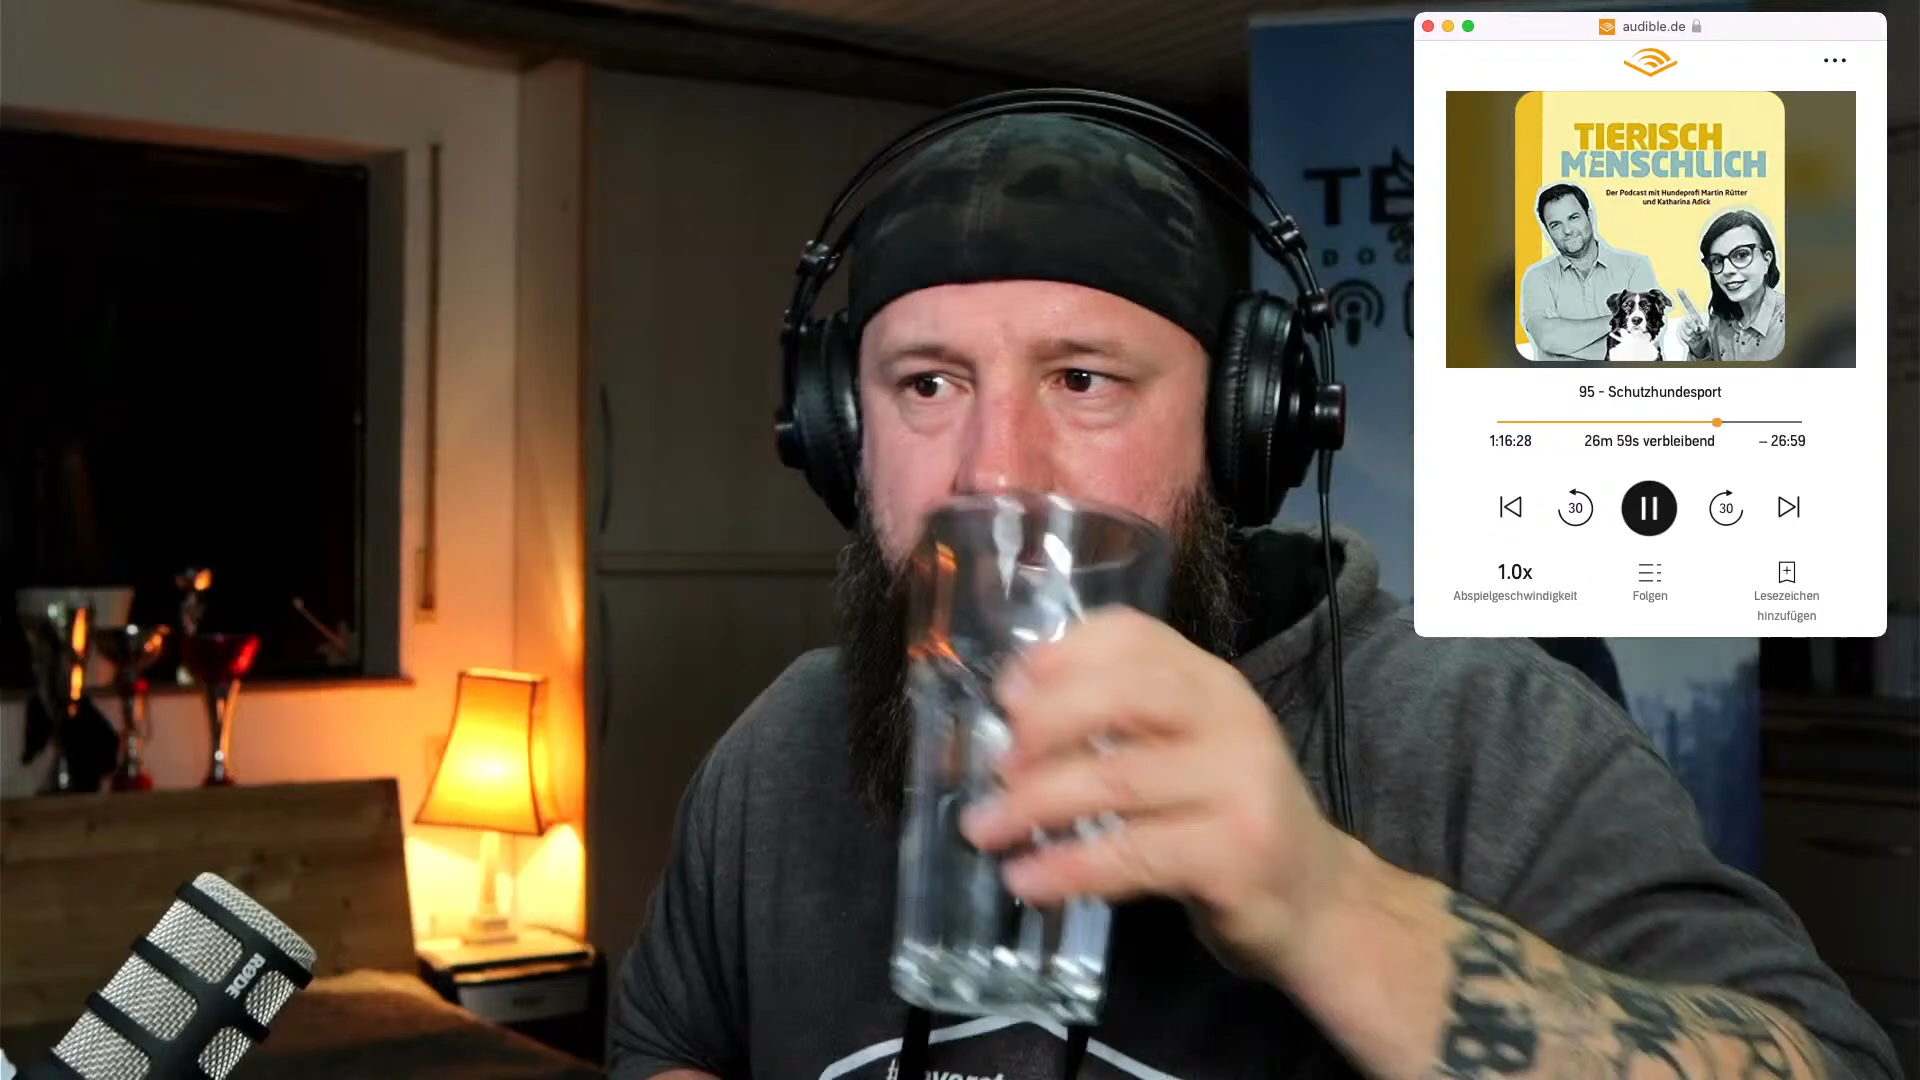 audible.de
TIERISCH
MENSCHLICH
Der Podcast mit Hundeprofi Martin Rütter
und Katharina Adick
95 - Schutzhundesport
1:16:28
26m 59s verbleibend
– 26:59
30
30
1.0x
Abspielgeschwindigkeit
Folgen
Lesezeichen
hinzufügen
RØDE